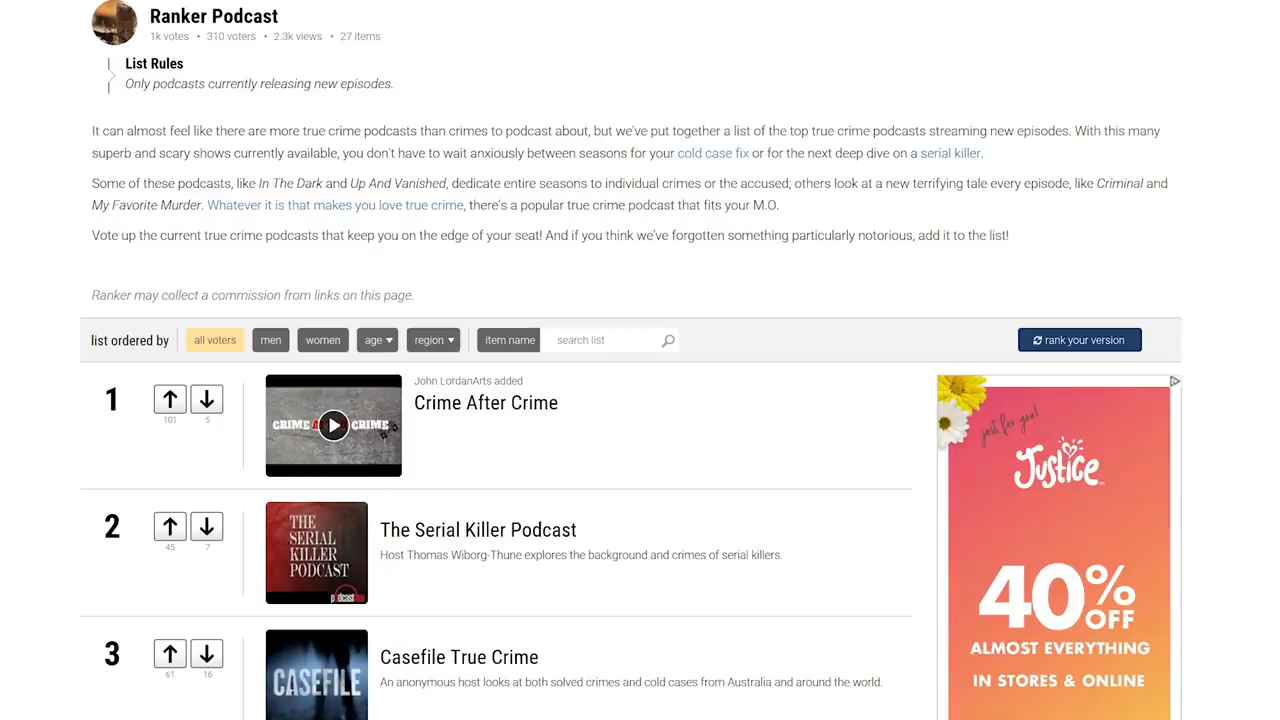 Ranker Podcast
1k votes • 310 voters • 2.3k views • 27 items
List Rules
Only podcasts currently releasing new episodes.
It can almost feel like there are more true crime podcasts than crimes to podcast about, but we've put together a list of the top true crime podcasts streaming new episodes. With this many
superb and scary shows currently available, you don't have to wait anxiously between seasons for your cold case fix or for the next deep dive on a serial killer.
Some of these podcasts, like In The Dark and Up And Vanished, dedicate entire seasons to individual crimes or the accused; others look at a new terrifying tale every episode, like Criminal and
My Favorite Murder. Whatever it is that makes you love true crime, there's a popular true crime podcast that fits your M.O.
Vote up the current true crime podcasts that keep you on the edge of your seat! And if you think we've forgotten something particularly notorious, add it to the list!
Ranker may collect a commission from links on this page.
list ordered by all voters men women age region item name search list rank your version
1
101 5
CRIME AFTER CRIME
John LordanArts added
Crime After Crime
2
45 7
THE
SERIAL
KILLER
PODCAST
The Serial Killer Podcast
Host Thomas Wiborg-Thune explores the background and crimes of serial killers.
3
61 16
CASEFILE
Casefile True Crime
An anonymous host looks at both solved crimes and cold cases from Australia and around the world.
just for you!
Justice
40% OFF
ALMOST EVERYTHING
IN STORES & ONLINE